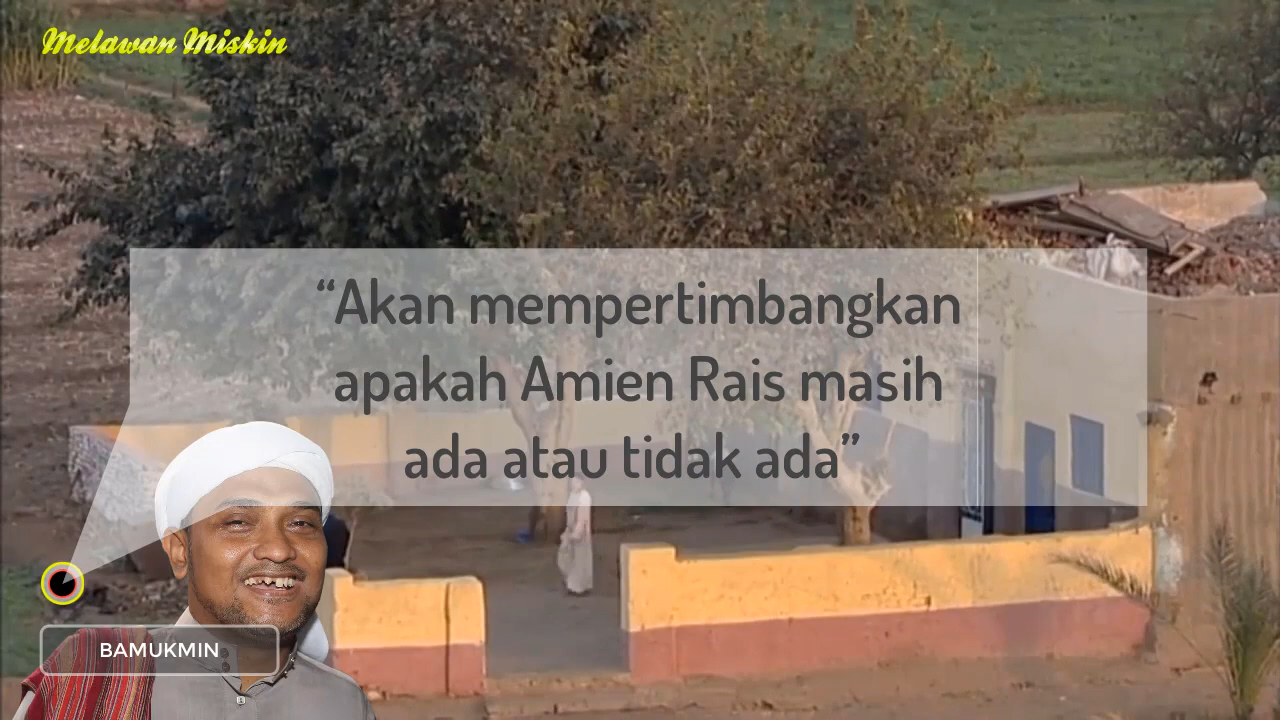 Melawan Miskin
“Akan mempertimbangkan
apakah Amien Rais masih
ada atau tidak ada”
BAMUKMIN